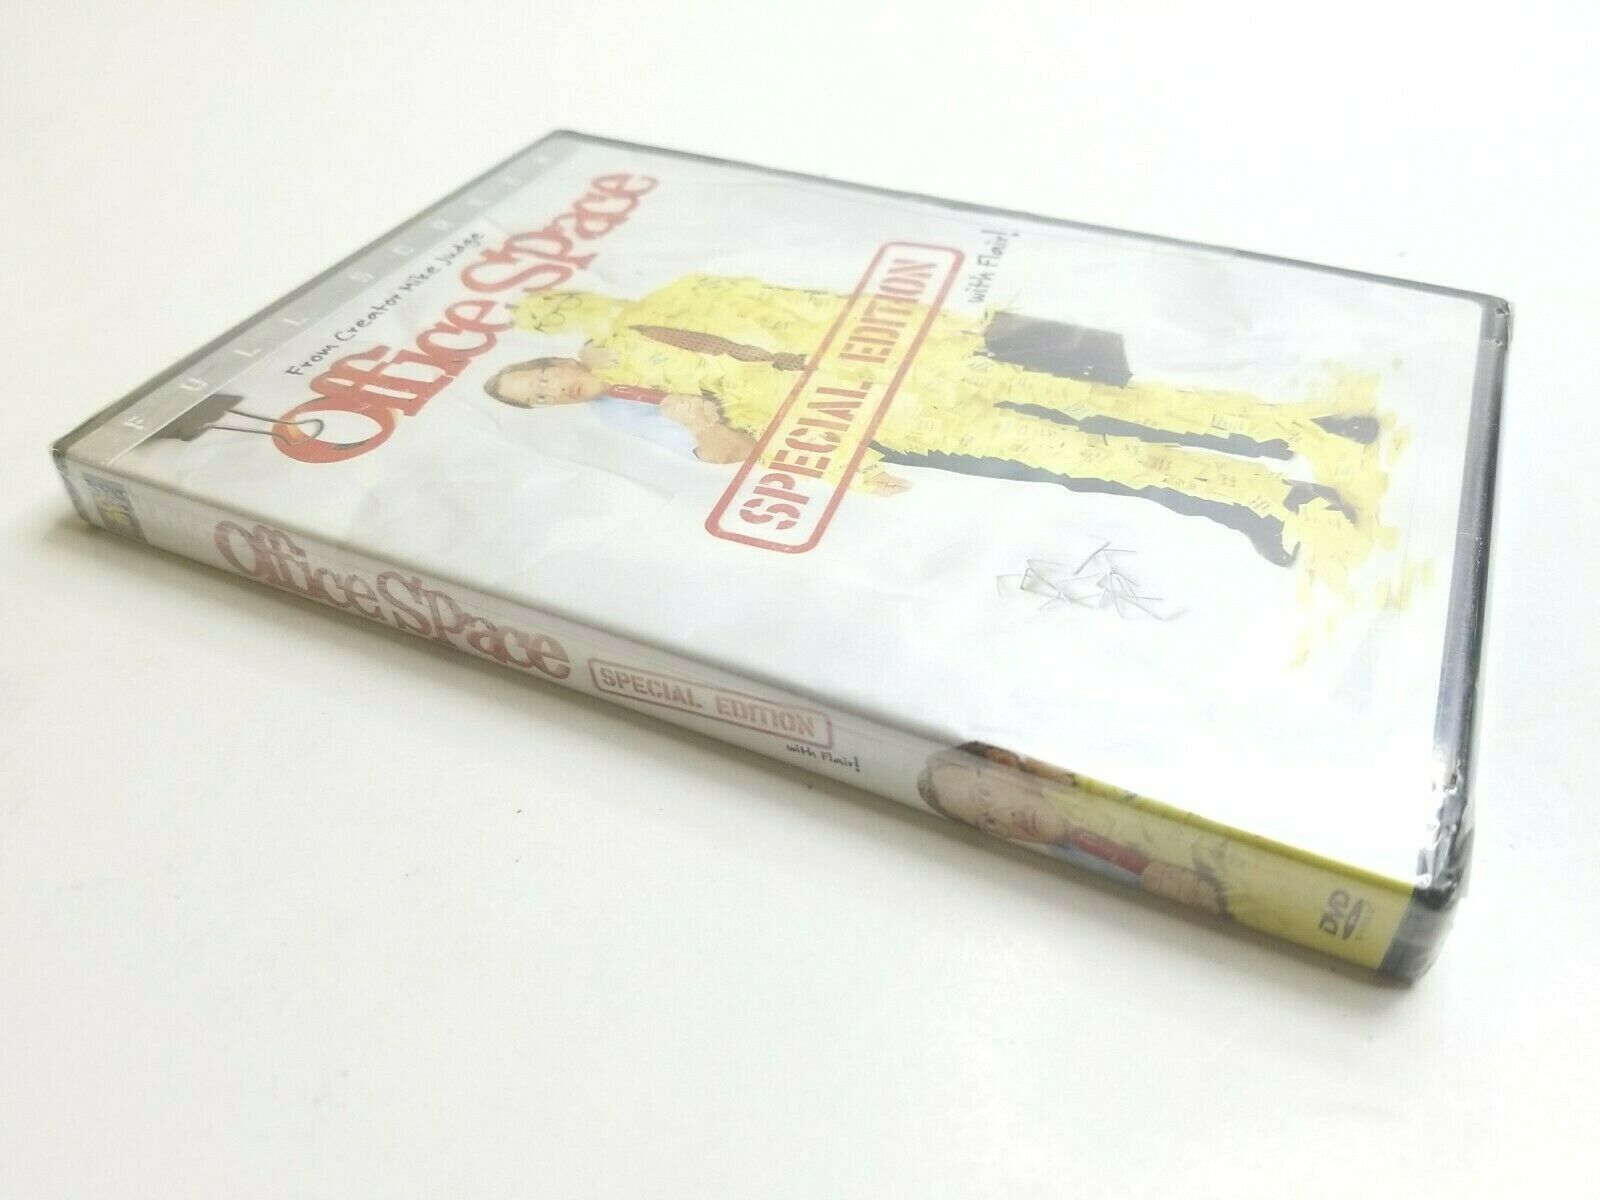 FULL SCREEN
From Creator Mike Judge
Office Space
SPECIAL EDITION
with Flair!
Office Space
SPECIAL EDITION
with Flair!
DVD